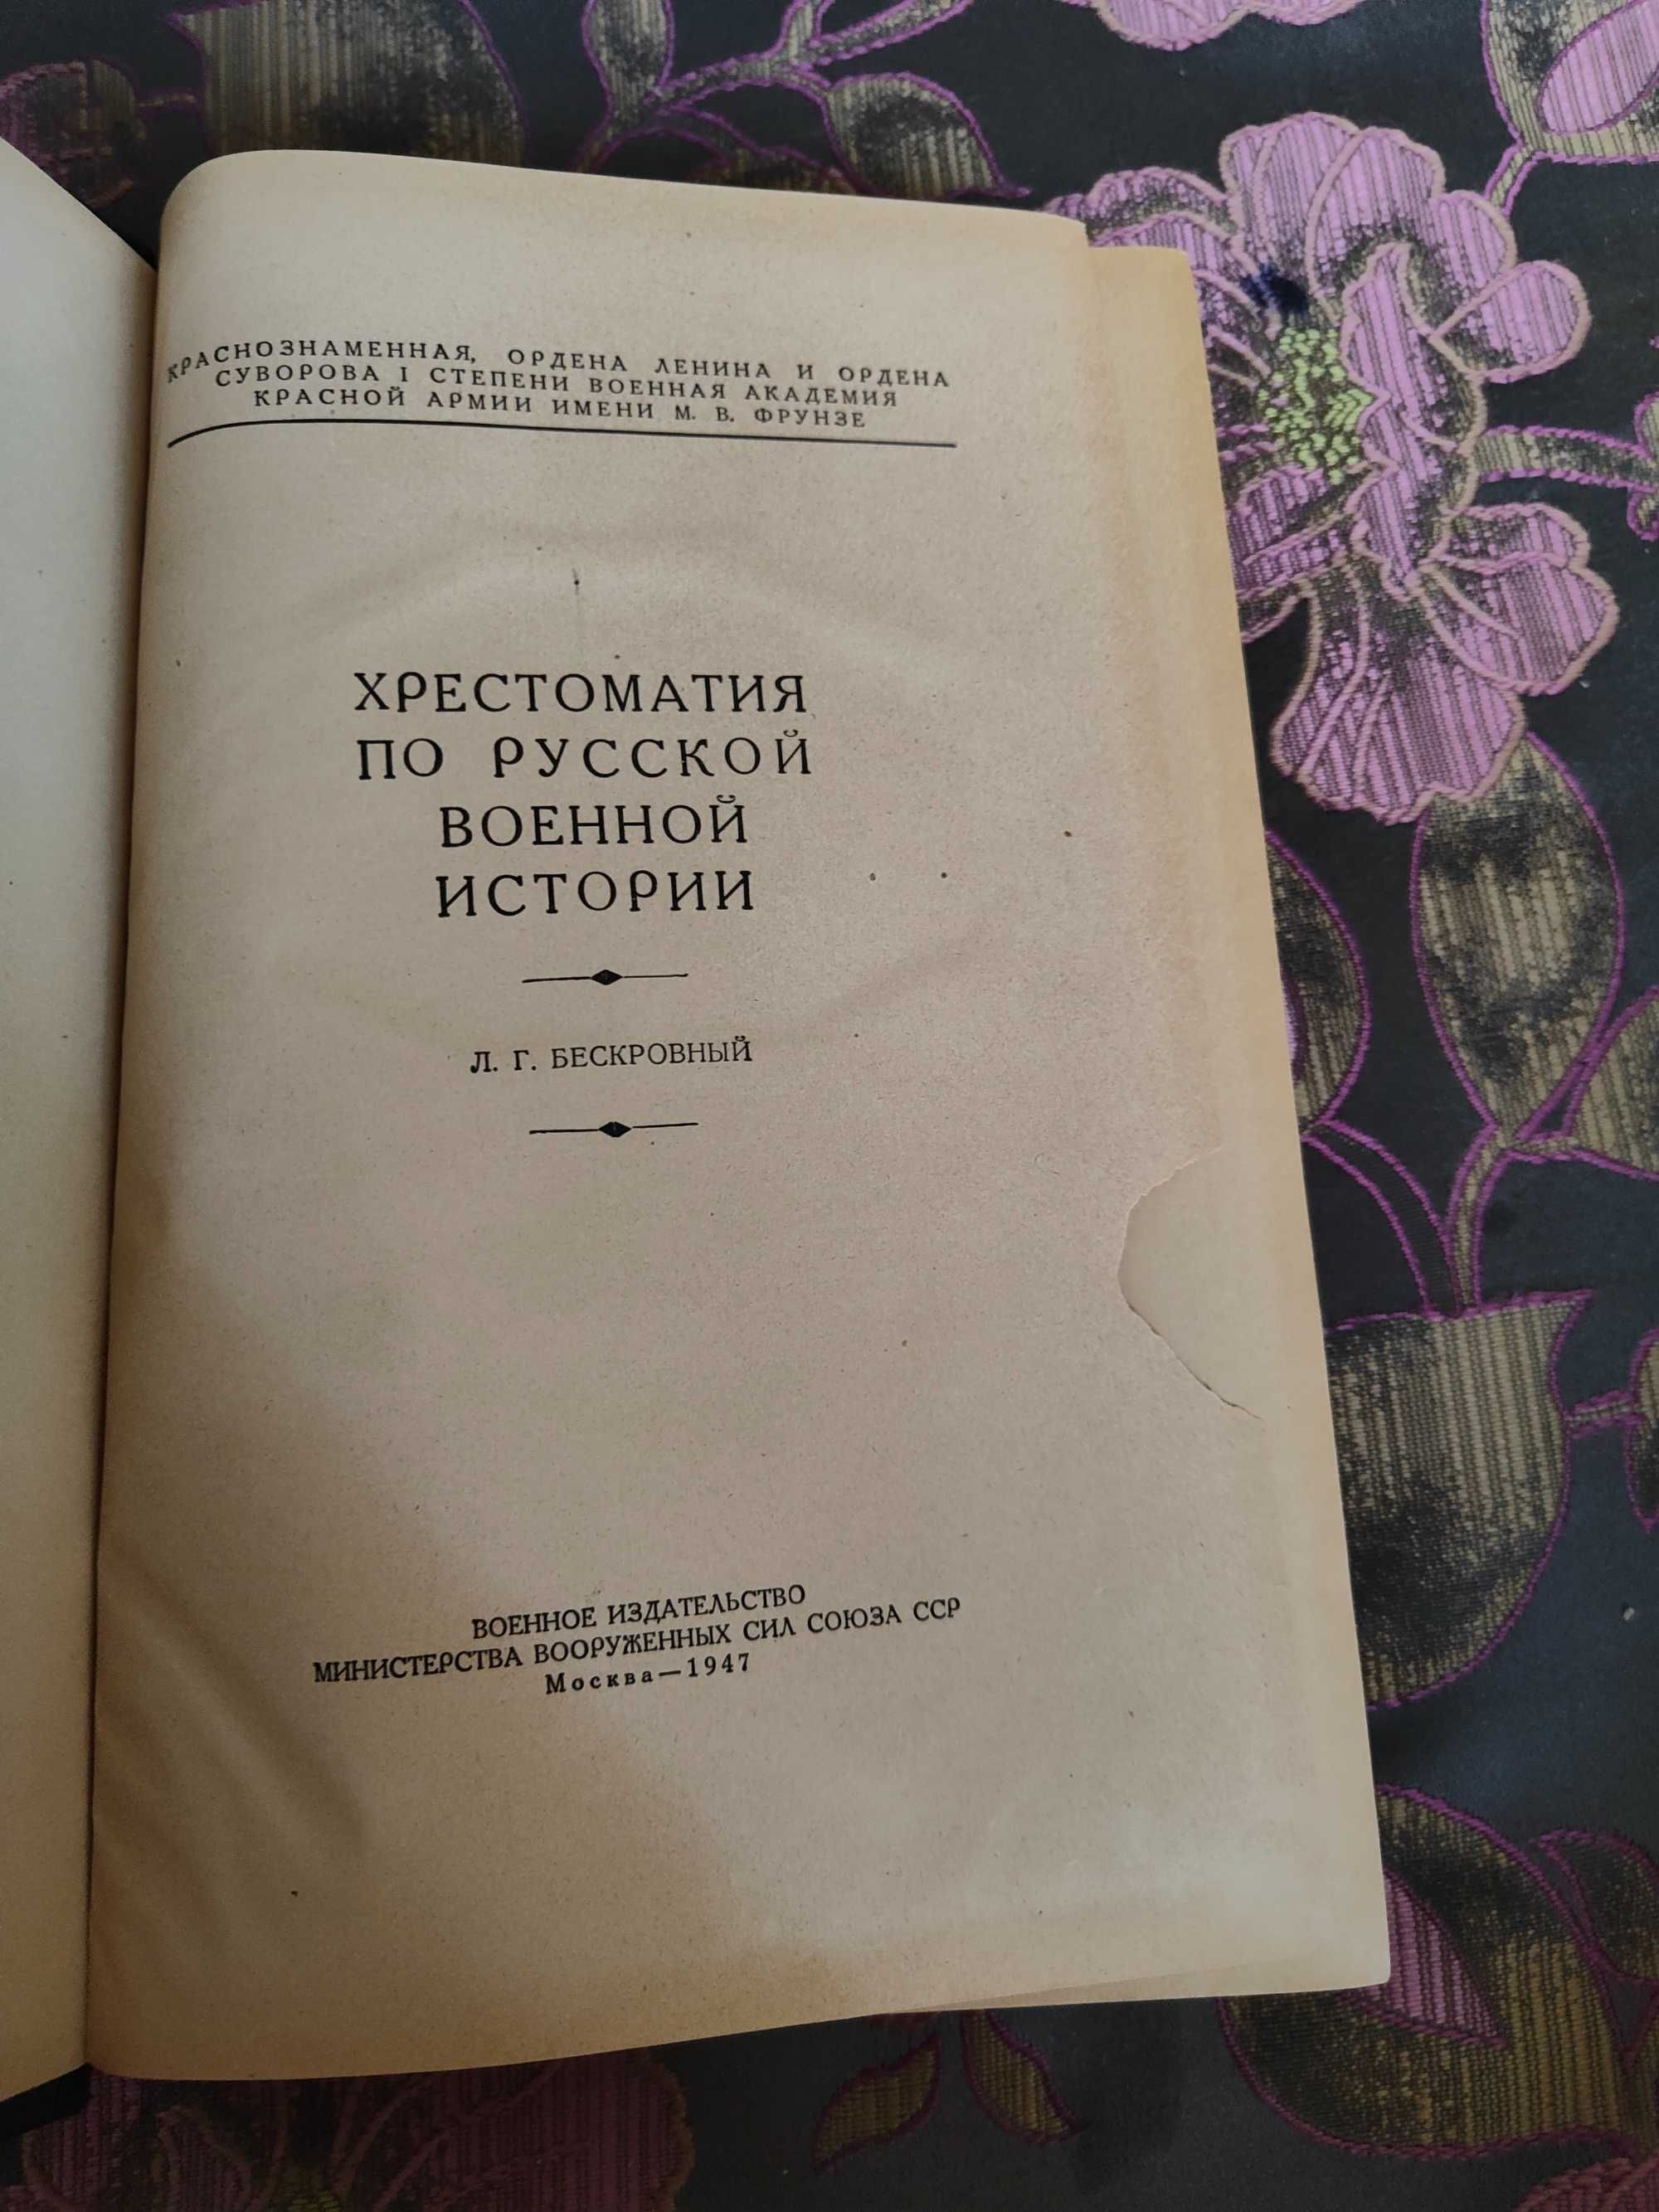 КРАСНОЗНАМЕННАЯ, ОРДЕНА ЛЕНИНА И ОРДЕНА
СУВОРОВА I СТЕПЕНИ ВОЕННАЯ АКАДЕМИЯ
КРАСНОЙ АРМИИ ИМЕНИ М. В. ФРУНЗЕ
ХРЕСТОМАТИЯ
ПО РУССКОЙ
ВОЕННОЙ
ИСТОРИИ
Л. Г. БЕСКРОВНЫЙ
ВОЕННОЕ ИЗДАТЕЛЬСТВО
МИНИСТЕРСТВА ВООРУЖЕННЫХ СИЛ СОЮЗА ССР
Москва—1947